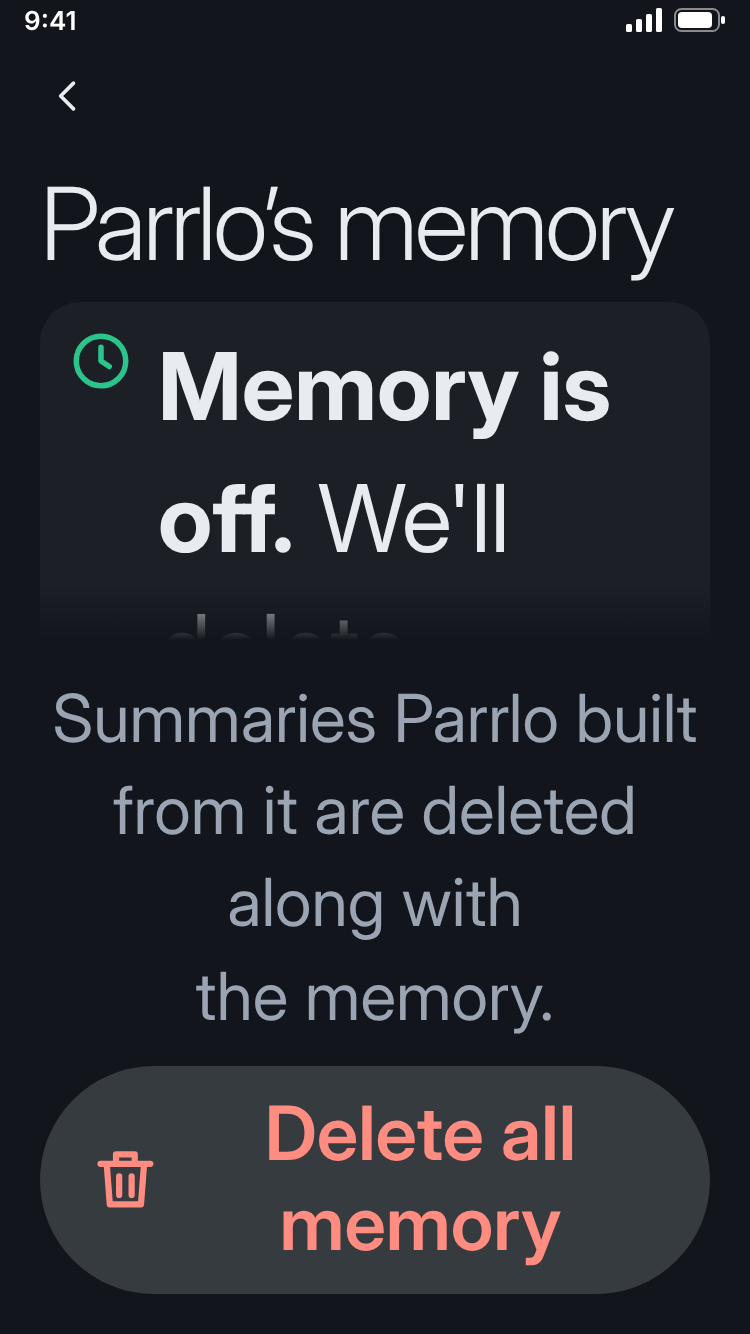 9:41
Parrlo’s memory
Memory is
off. We'll
Summaries Parrlo built
from it are deleted
along with
the memory.
Delete all
memory